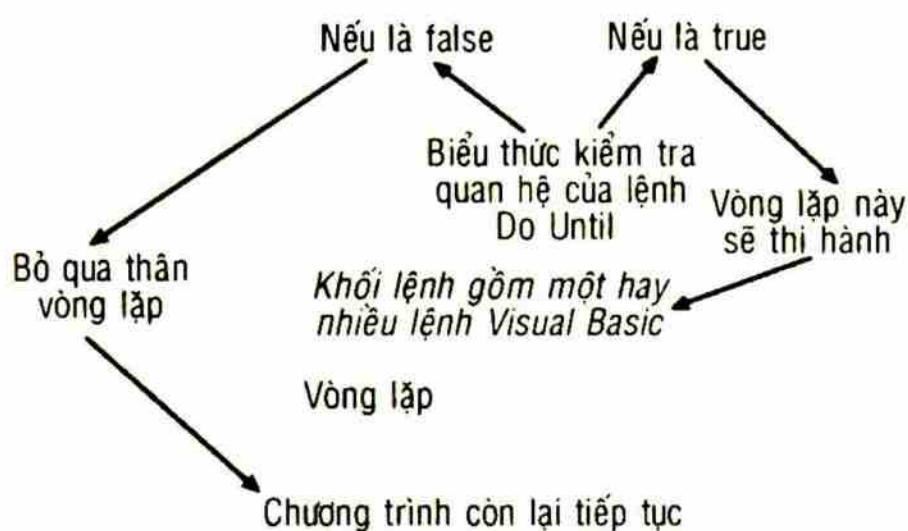 Nếu là false
Nếu là true
Biểu thức kiểm tra
quan hệ của lệnh
Do Until
Vòng lặp này
sẽ thi hành
Bỏ qua thân
vòng lặp
Khối lệnh gồm một hay
nhiều lệnh Visual Basic
Vòng lặp
Chương trình còn lại tiếp tục